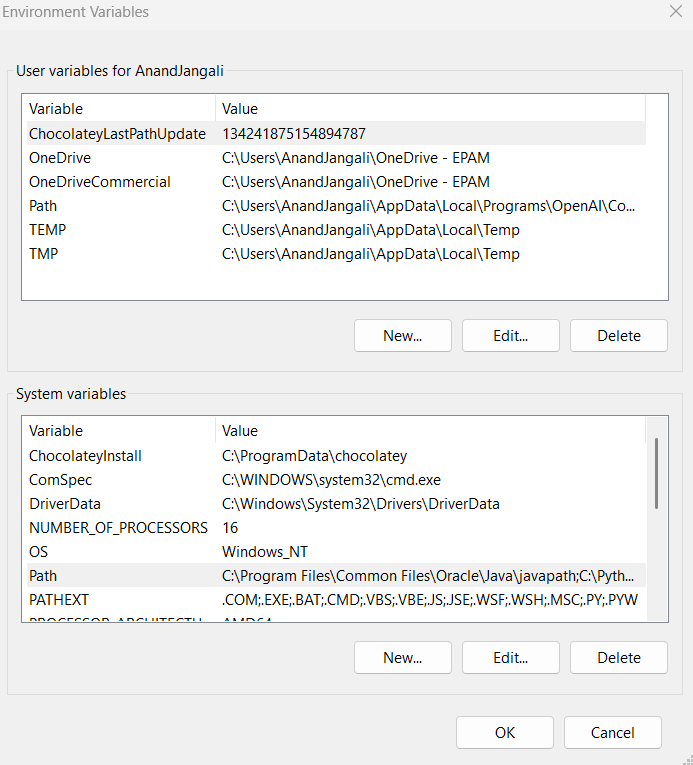 Environment Variables
User variables for AnandJangali
Variable Value
ChocolateyLastPathUpdate 134241875154894787
OneDrive C:\Users\AnandJangali\OneDrive - EPAM
OneDriveCommercial C:\Users\AnandJangali\OneDrive - EPAM
Path C:\Users\AnandJangali\AppData\Local\Programs\OpenAI\Co...
TEMP C:\Users\AnandJangali\AppData\Local\Temp
TMP C:\Users\AnandJangali\AppData\Local\Temp
New... Edit... Delete
System variables
Variable Value
ChocolateyInstall C:\ProgramData\chocolatey
ComSpec C:\WINDOWS\system32\cmd.exe
DriverData C:\Windows\System32\Drivers\DriverData
NUMBER_OF_PROCESSORS 16
OS Windows_NT
Path C:\Program Files\Common Files\Oracle\Java\javapath;C:\Pyth...
PATHEXT .COM;.EXE;.BAT;.CMD;.VBS;.VBE;.JS;.JSE;.WSF;.WSH;.MSC;.PY;.PYW
PROCESSOR_ARCHITECTU... AMD64
New... Edit... Delete
OK Cancel